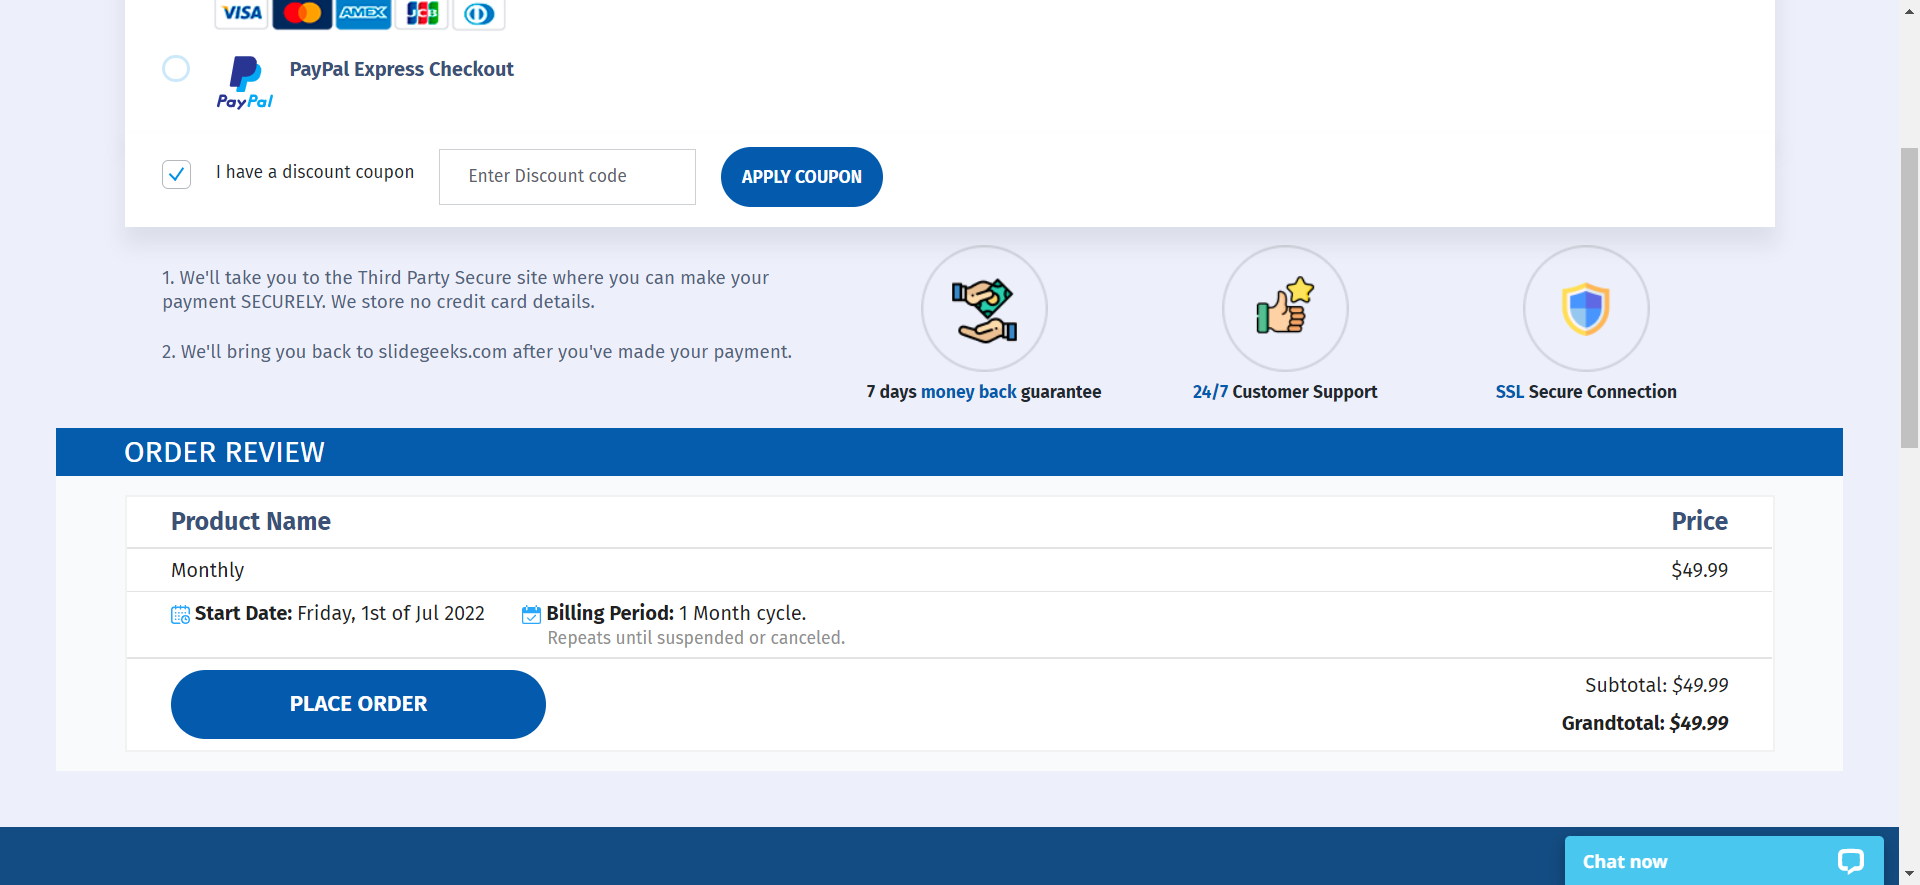 VISA AMEX JCB
PayPal Express Checkout
PayPal
I have a discount coupon
Enter Discount code
APPLY COUPON
1. We'll take you to the Third Party Secure site where you can make your
payment SECURELY. We store no credit card details.
2. We'll bring you back to slidegeeks.com after you've made your payment.
7 days money back guarantee
24/7 Customer Support
SSL Secure Connection
ORDER REVIEW
Product Name Price
Monthly $49.99
Start Date: Friday, 1st of Jul 2022 Billing Period: 1 Month cycle.
Repeats until suspended or canceled.
PLACE ORDER
Subtotal: $49.99
Grandtotal: $49.99
Chat now